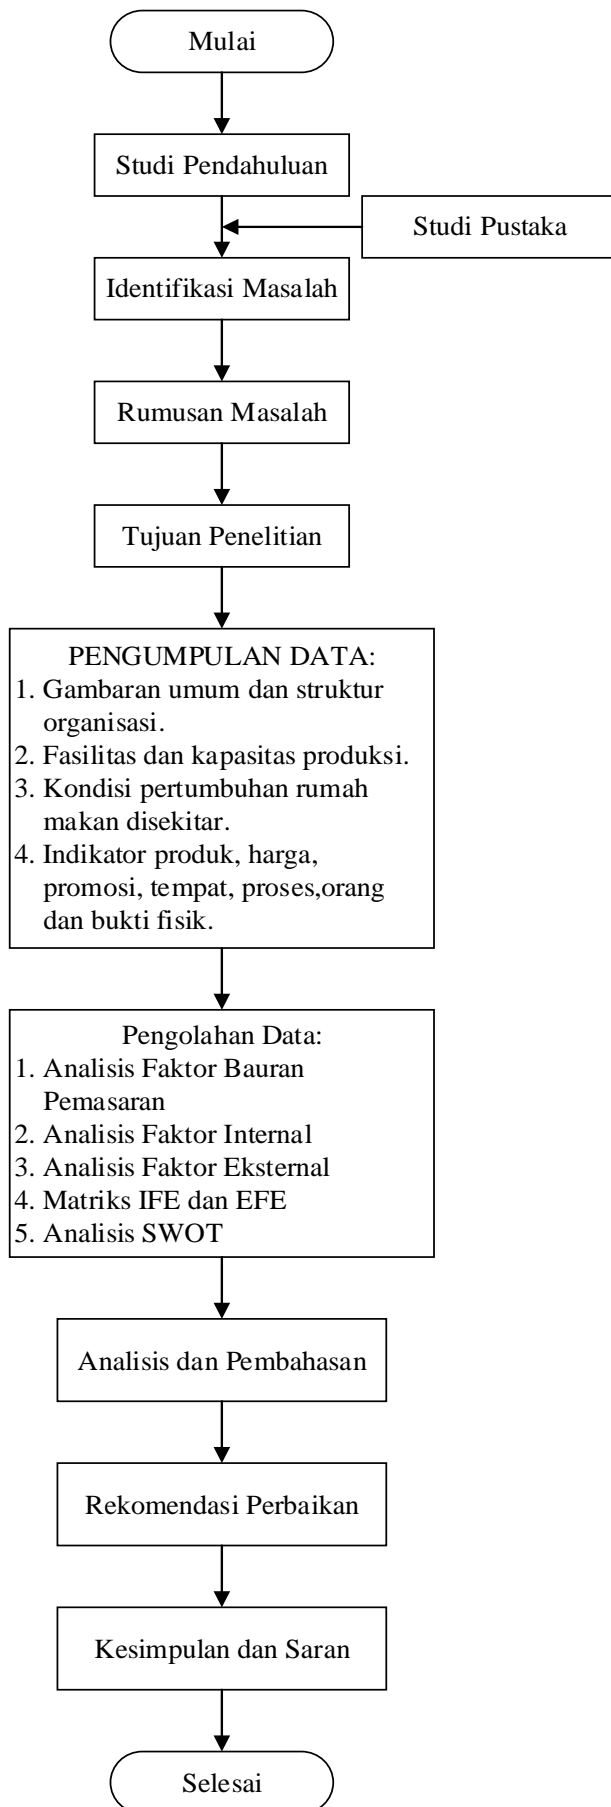 Mulai
Studi Pendahuluan
Studi Pustaka
Identifikasi Masalah
Rumusan Masalah
Tujuan Penelitian
PENGUMPULAN DATA:
1. Gambaran umum dan struktur
organisasi.
2. Fasilitas dan kapasitas produksi.
3. Kondisi pertumbuhan rumah
makan disekitar.
4. Indikator produk, harga,
promosi, tempat, proses,orang
dan bukti fisik.
Pengolahan Data:
1. Analisis Faktor Bauran
Pemasaran
2. Analisis Faktor Internal
3. Analisis Faktor Eksternal
4. Matriks IFE dan EFE
5. Analisis SWOT
Analisis dan Pembahasan
Rekomendasi Perbaikan
Kesimpulan dan Saran
Selesai